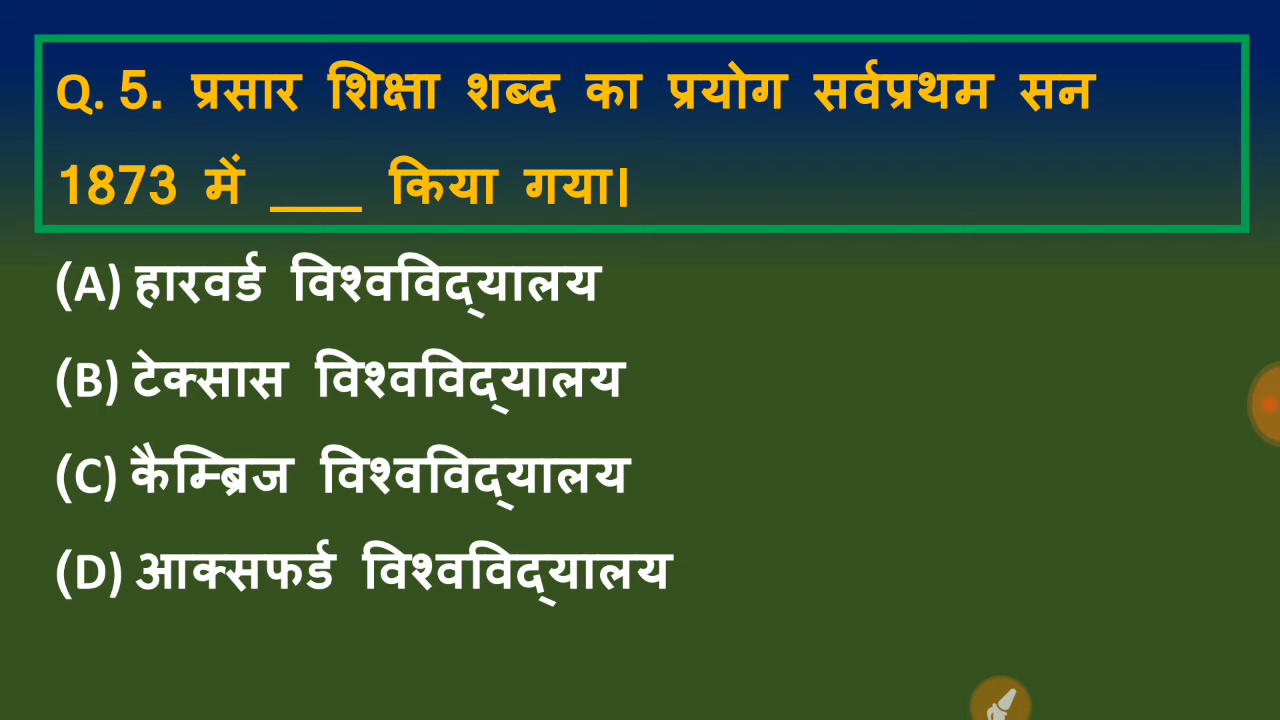 Q. 5. प्रसार शिक्षा शब्द का प्रयोग सर्वप्रथम सन
1873 में ____ किया गया।
(A) हारवर्ड विश्वविद्यालय
(B) टेक्सास विश्वविद्यालय
(C) कैम्ब्रिज विश्वविद्यालय
(D) आक्सफर्ड विश्वविद्यालय